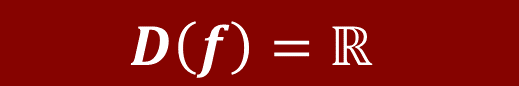 D(f) = ℝ